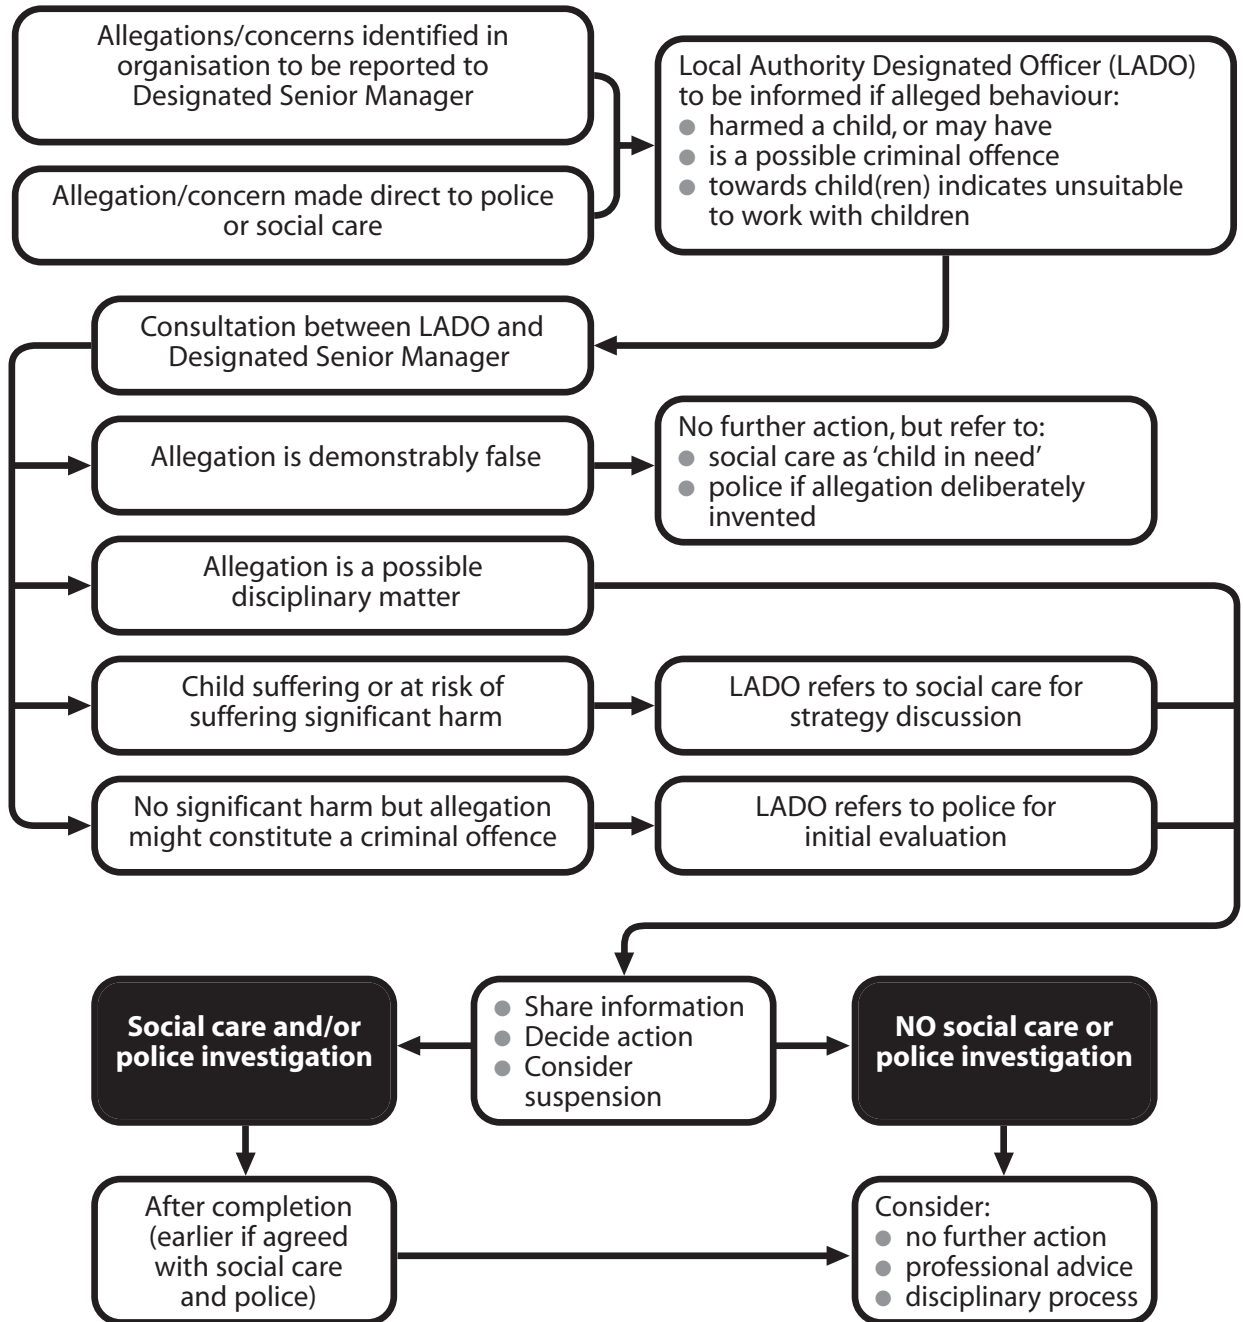 Allegations/concerns identified in
organisation to be reported to
Designated Senior Manager
Allegation/concern made direct to police
or social care
Local Authority Designated Officer (LADO)
to be informed if alleged behaviour:
● harmed a child, or may have
● is a possible criminal offence
● towards child(ren) indicates unsuitable
to work with children
Consultation between LADO and
Designated Senior Manager
Allegation is demonstrably false
No further action, but refer to:
● social care as ‘child in need’
● police if allegation deliberately
invented
Allegation is a possible
disciplinary matter
Child suffering or at risk of
suffering significant harm
LADO refers to social care for
strategy discussion
No significant harm but allegation
might constitute a criminal offence
LADO refers to police for
initial evaluation
Social care and/or
police investigation
● Share information
● Decide action
● Consider
suspension
NO social care or
police investigation
After completion
(earlier if agreed
with social care
and police)
Consider:
● no further action
● professional advice
● disciplinary process